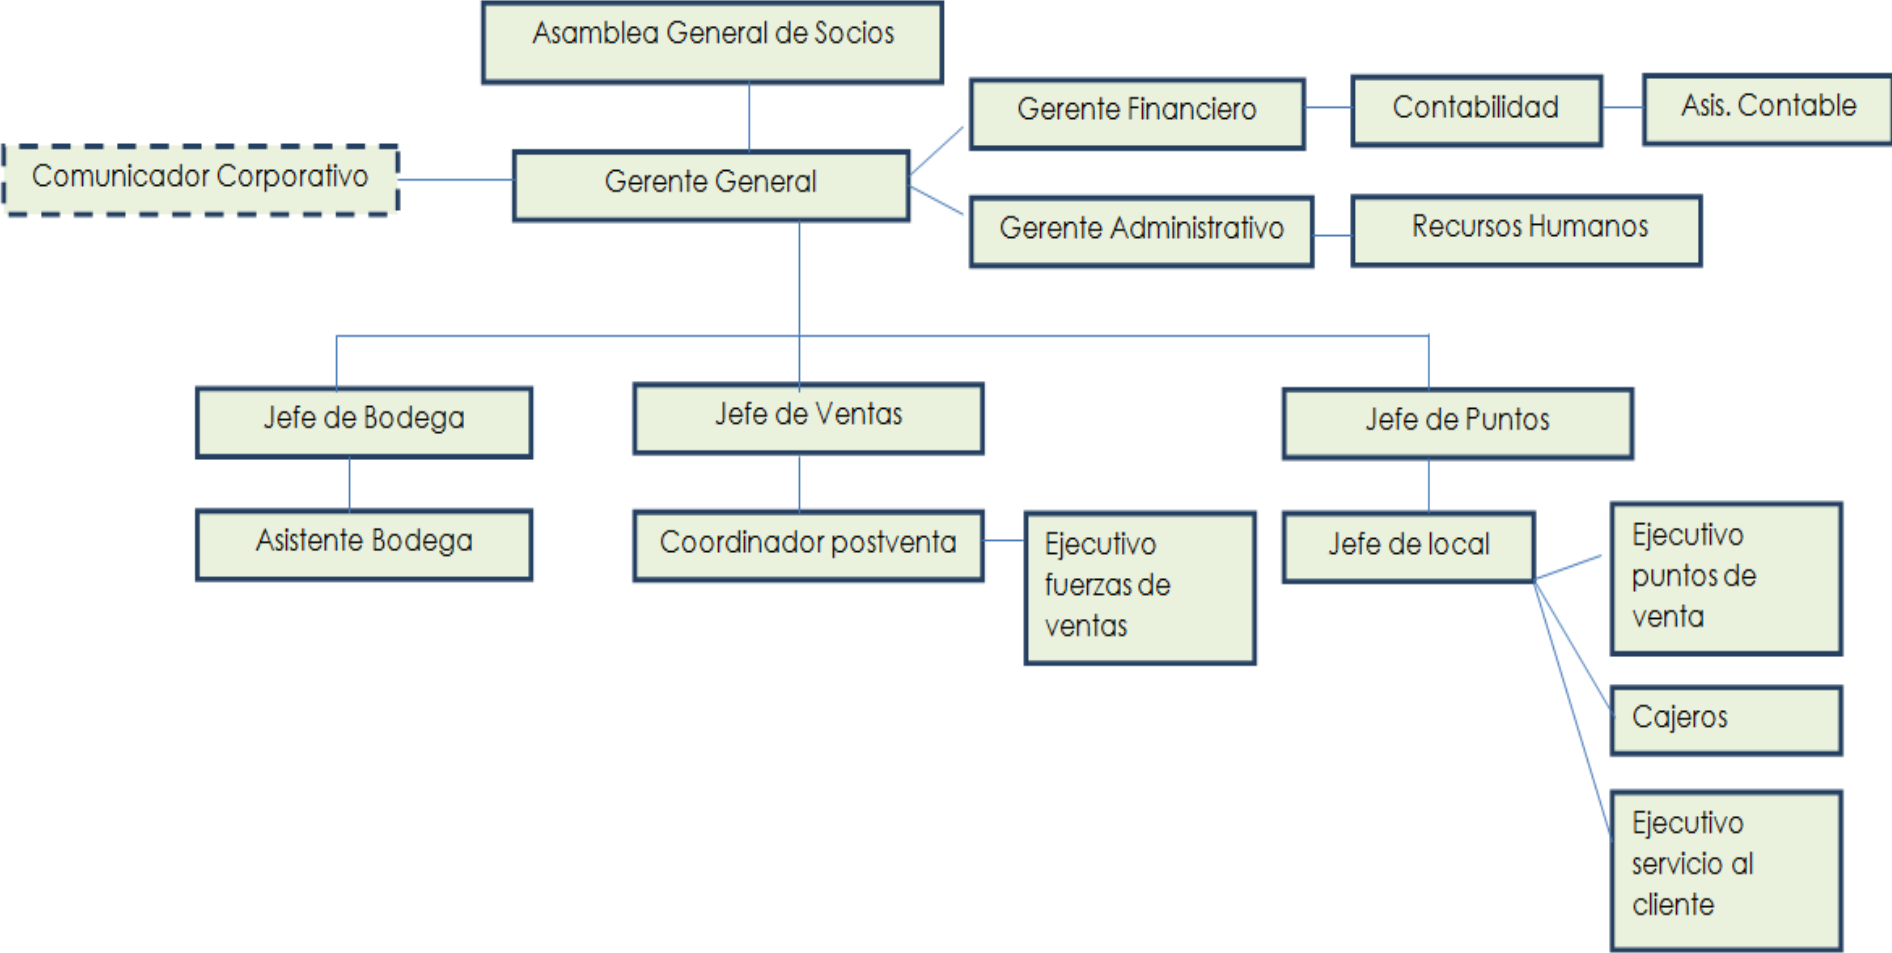 Asamblea General de Socios
Gerente Financiero
Contabilidad
Asis. Contable
Comunicador Corporativo
Gerente General
Gerente Administrativo
Recursos Humanos
Jefe de Bodega
Jefe de Ventas
Jefe de Puntos
Asistente Bodega
Coordinador postventa
Ejecutivo
fuerzas de
ventas
Jefe de local
Ejecutivo
puntos de
venta
Cajeros
Ejecutivo
servicio al
cliente